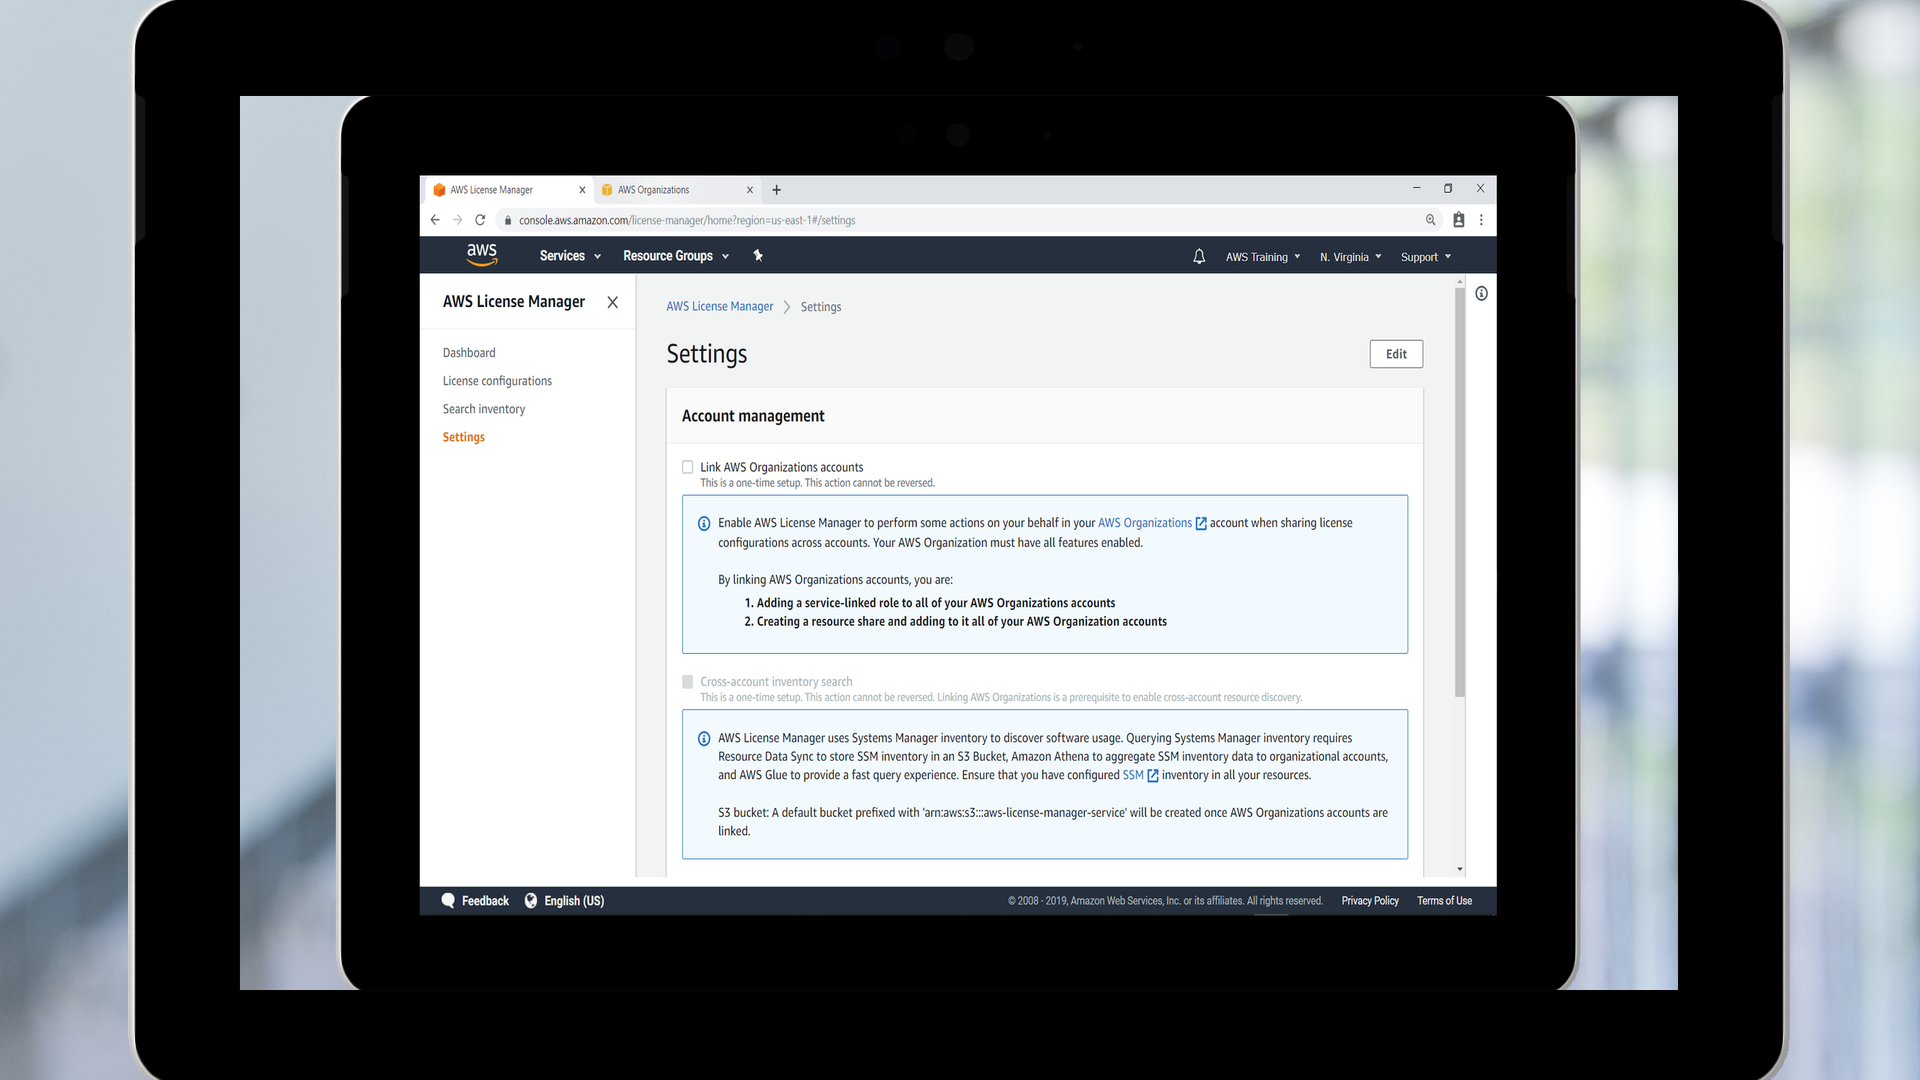 AWS License Manager
AWS Organizations
console.aws.amazon.com/license-manager/home?region=us-east-1#/settings
aws
Services
Resource Groups
AWS Training
N. Virginia
Support
AWS License Manager
Dashboard
License configurations
Search inventory
Settings
AWS License Manager
Settings
Settings
Edit
Account management
Link AWS Organizations accounts
This is a one-time setup. This action cannot be reversed.
Enable AWS License Manager to perform some actions on your behalf in your AWS Organizations account when sharing license
configurations across accounts. Your AWS Organization must have all features enabled.
By linking AWS Organizations accounts, you are:
1. Adding a service-linked role to all of your AWS Organizations accounts
2. Creating a resource share and adding to it all of your AWS Organization accounts
Cross-account inventory search
This is a one-time setup. This action cannot be reversed. Linking AWS Organizations is a prerequisite to enable cross-account resource discovery.
AWS License Manager uses Systems Manager inventory to discover software usage. Querying Systems Manager inventory requires
Resource Data Sync to store SSM inventory in an S3 Bucket, Amazon Athena to aggregate SSM inventory data to organizational accounts,
and AWS Glue to provide a fast query experience. Ensure that you have configured SSM inventory in all your resources.
S3 bucket: A default bucket prefixed with 'arn:aws:s3:::aws-license-manager-service' will be created once AWS Organizations accounts are
linked.
Feedback
English (US)
© 2008 - 2019, Amazon Web Services, Inc. or its affiliates. All rights reserved.
Privacy Policy
Terms of Use